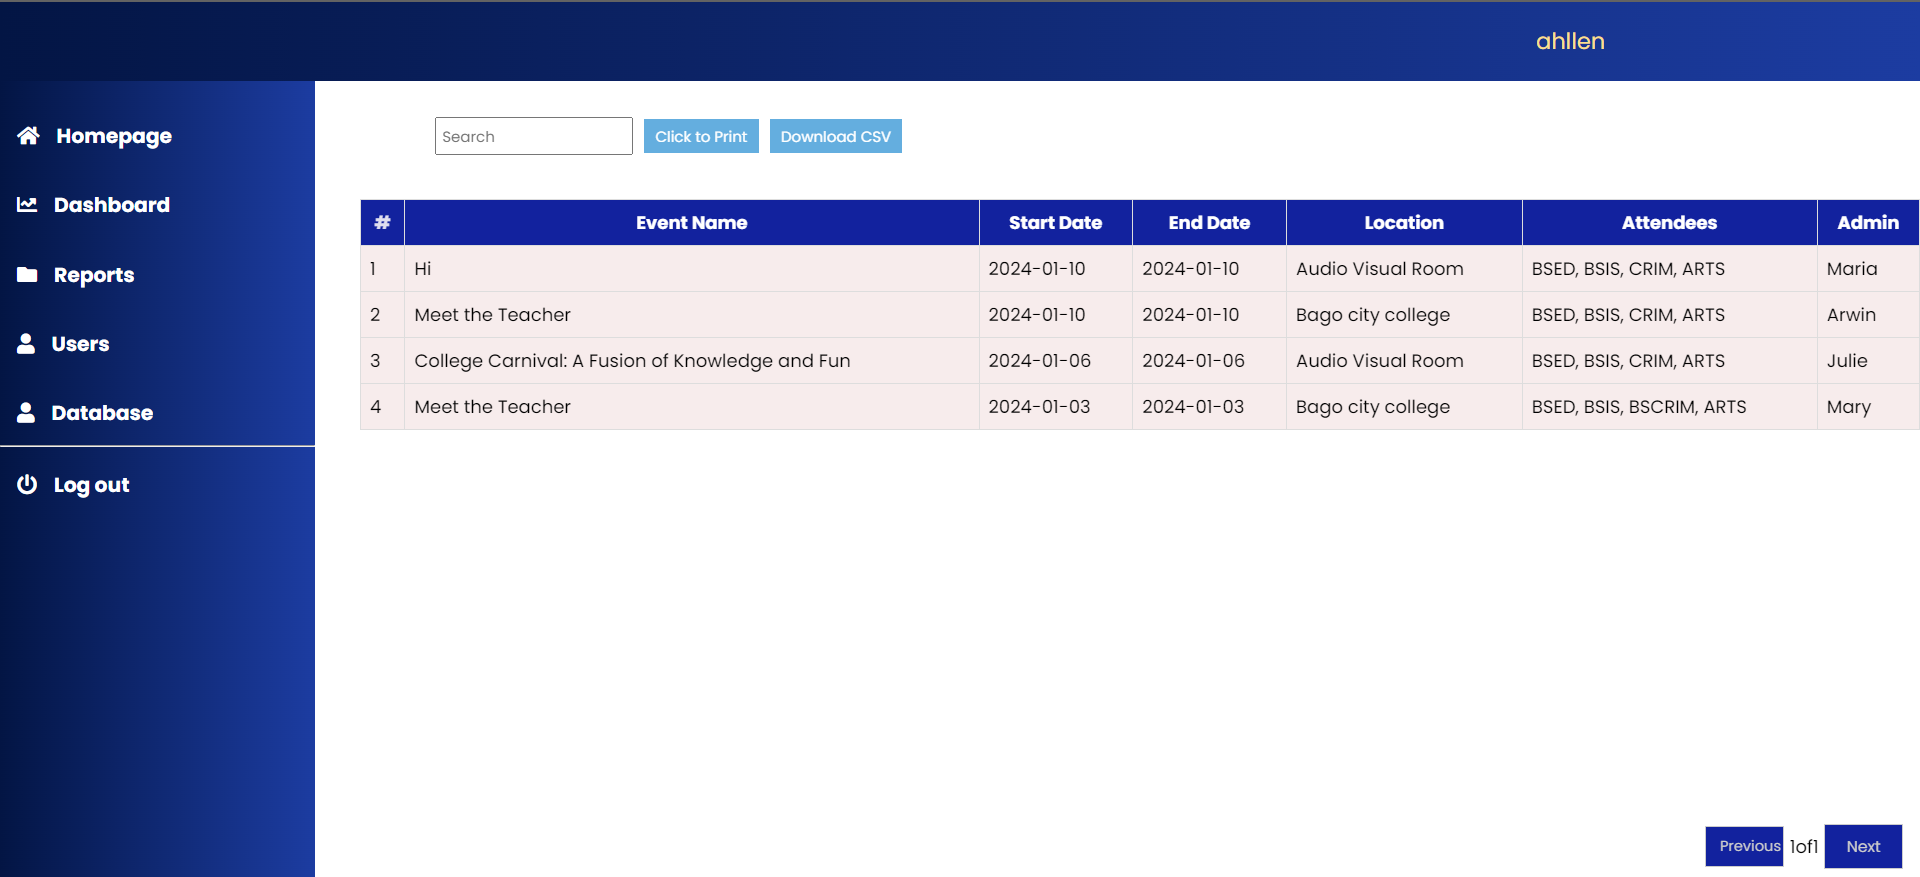 ahllen
Homepage
Dashboard
Reports
Users
Database
Log out
Search Click to Print Download CSV
# Event Name Start Date End Date Location Attendees Admin
1 Hi 2024-01-10 2024-01-10 Audio Visual Room BSED, BSIS, CRIM, ARTS Maria
2 Meet the Teacher 2024-01-10 2024-01-10 Bago city college BSED, BSIS, CRIM, ARTS Arwin
3 College Carnival: A Fusion of Knowledge and Fun 2024-01-06 2024-01-06 Audio Visual Room BSED, BSIS, CRIM, ARTS Julie
4 Meet the Teacher 2024-01-03 2024-01-03 Bago city college BSED, BSIS, BSCRIM, ARTS Mary
Previous 1of1 Next